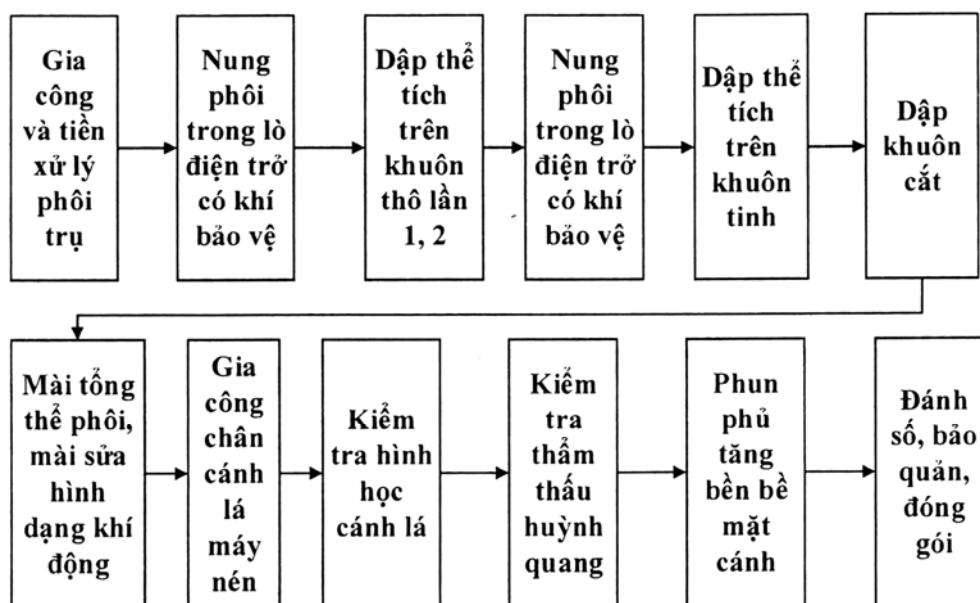 Gia
công
và tiền
xử lý
phôi
trụ
Nung
phôi
trong lò
điện trở
có khí
bảo vệ
Dập thể
tích
trên
khuôn
thô lần
1, 2
Nung
phôi
trong lò
điện trở
có khí
bảo vệ
Dập thể
tích
trên
khuôn
tinh
Dập
khuôn
cắt
Mài tổng
thể phôi,
mài sửa
hình
dạng khí
động
Gia
công
chân
cánh
lá
máy
nén
Kiểm
tra hình
học
cánh lá
Kiểm
tra
thẩm
thấu
huỳnh
quang
Phun
phủ
tăng
bền bề
mặt
cánh
Đánh
số, bảo
quản,
đóng
gói